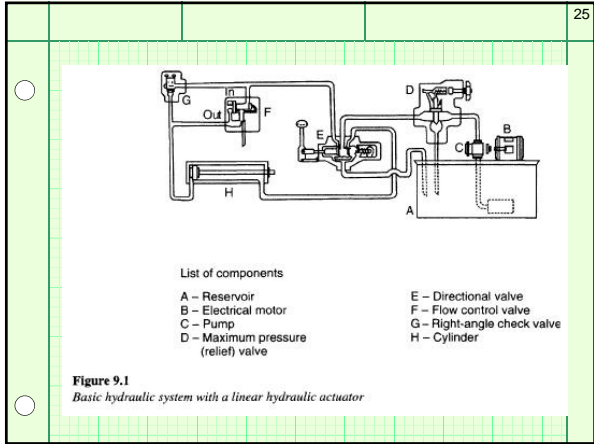 25
D
In
G
Out
F
B
E
C
H
A
List of components
A – Reservoir
B – Electrical motor
C – Pump
D – Maximum pressure
(relief) valve
E – Directional valve
F – Flow control valve
G – Right-angle check valve
H – Cylinder
Figure 9.1
Basic hydraulic system with a linear hydraulic actuator